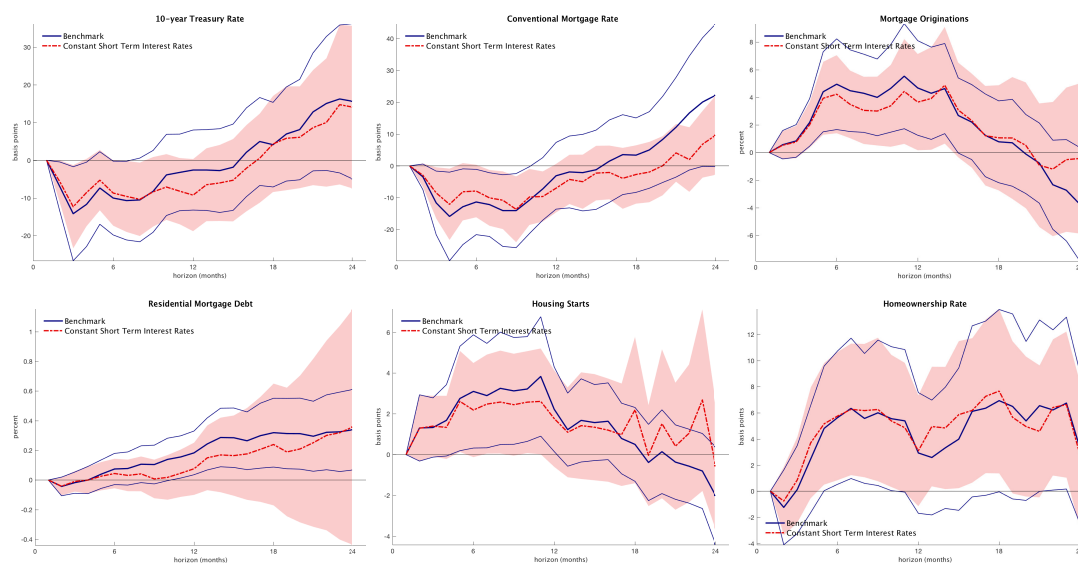 10-year Treasury Rate
Benchmark
Constant Short Term Interest Rates
30
20
10
0
-10
-20
basis points
0
6
12
18
24
horizon (months)
Conventional Mortgage Rate
Benchmark
Constant Short Term Interest Rates
40
30
20
10
0
-10
-20
basis points
0
6
12
18
24
horizon (months)
Mortgage Originations
Benchmark
Constant Short Term Interest Rates
8
6
4
2
0
-2
-4
-6
percent
0
6
12
18
24
horizon (months)
Residential Mortgage Debt
Benchmark
Constant Short Term Interest Rates
1
0.8
0.6
0.4
0.2
0
-0.2
-0.4
percent
0
6
12
18
24
horizon (months)
Housing Starts
Benchmark
Constant Short Term Interest Rates
6
4
2
0
-2
-4
basis points
0
6
12
18
24
horizon (months)
Homeownership Rate
12
10
8
6
4
2
0
-2
-4
basis points
Benchmark
Constant Short Term Interest Rates
0
6
12
18
24
horizon (months)